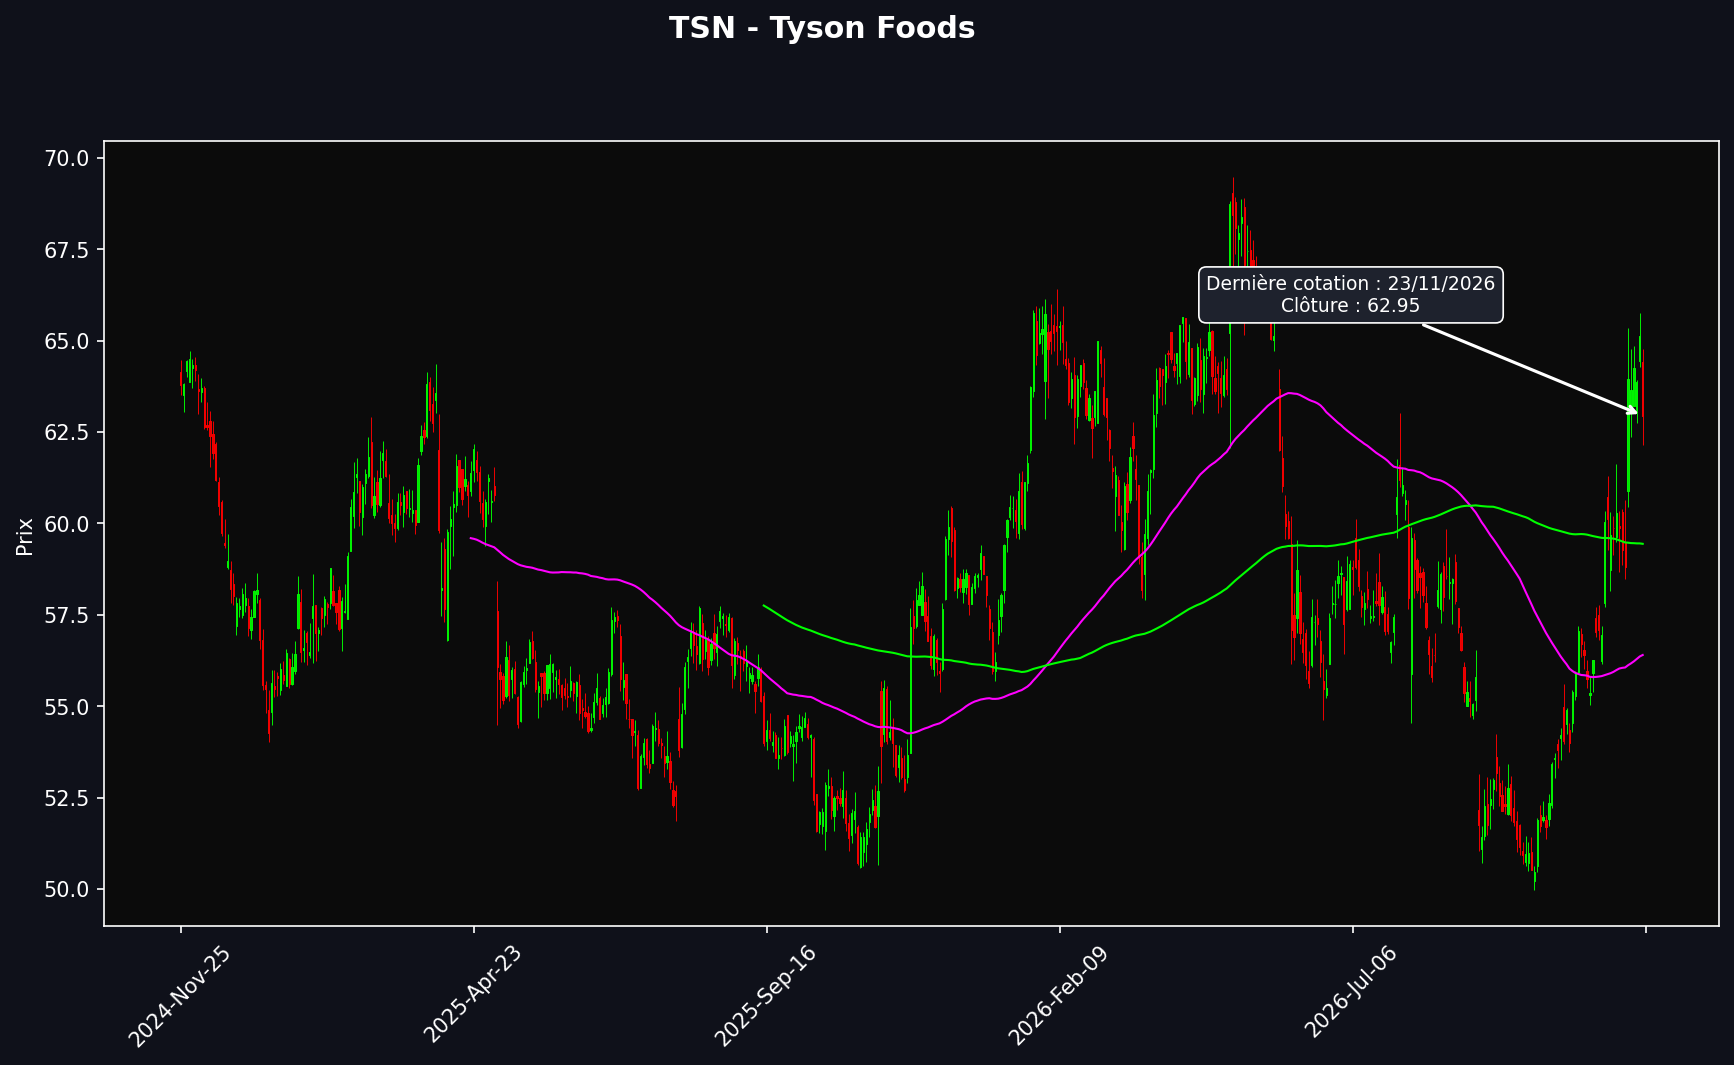 TSN - Tyson Foods
70.0
67.5
65.0
62.5
60.0
57.5
55.0
52.5
50.0
Prix
Dernière cotation : 23/11/2026
Clôture : 62.95
2024-Nov-25
2025-Apr-23
2025-Sep-16
2026-Feb-09
2026-Jul-06